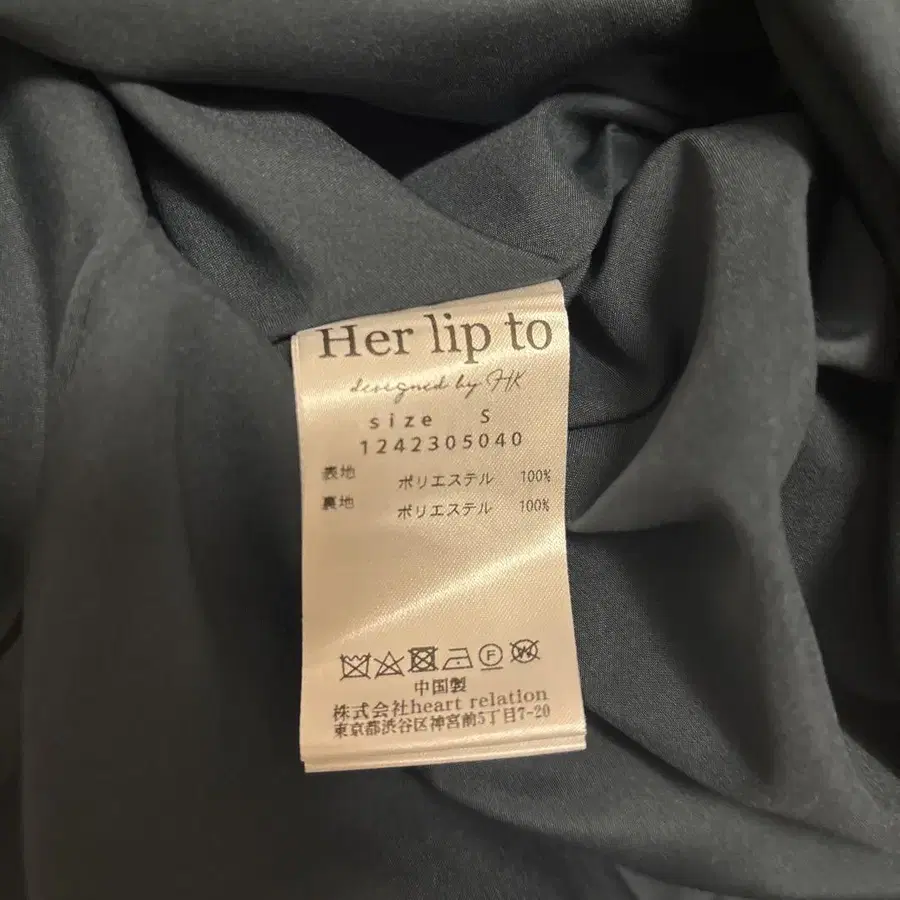 Her lip to
designed by HK
size S
1242305040
表地 ポリエステル 100%
裏地 ポリエステル 100%
F W
中国製
株式会社heart relation
東京都渋谷区神宮前5丁目7-20